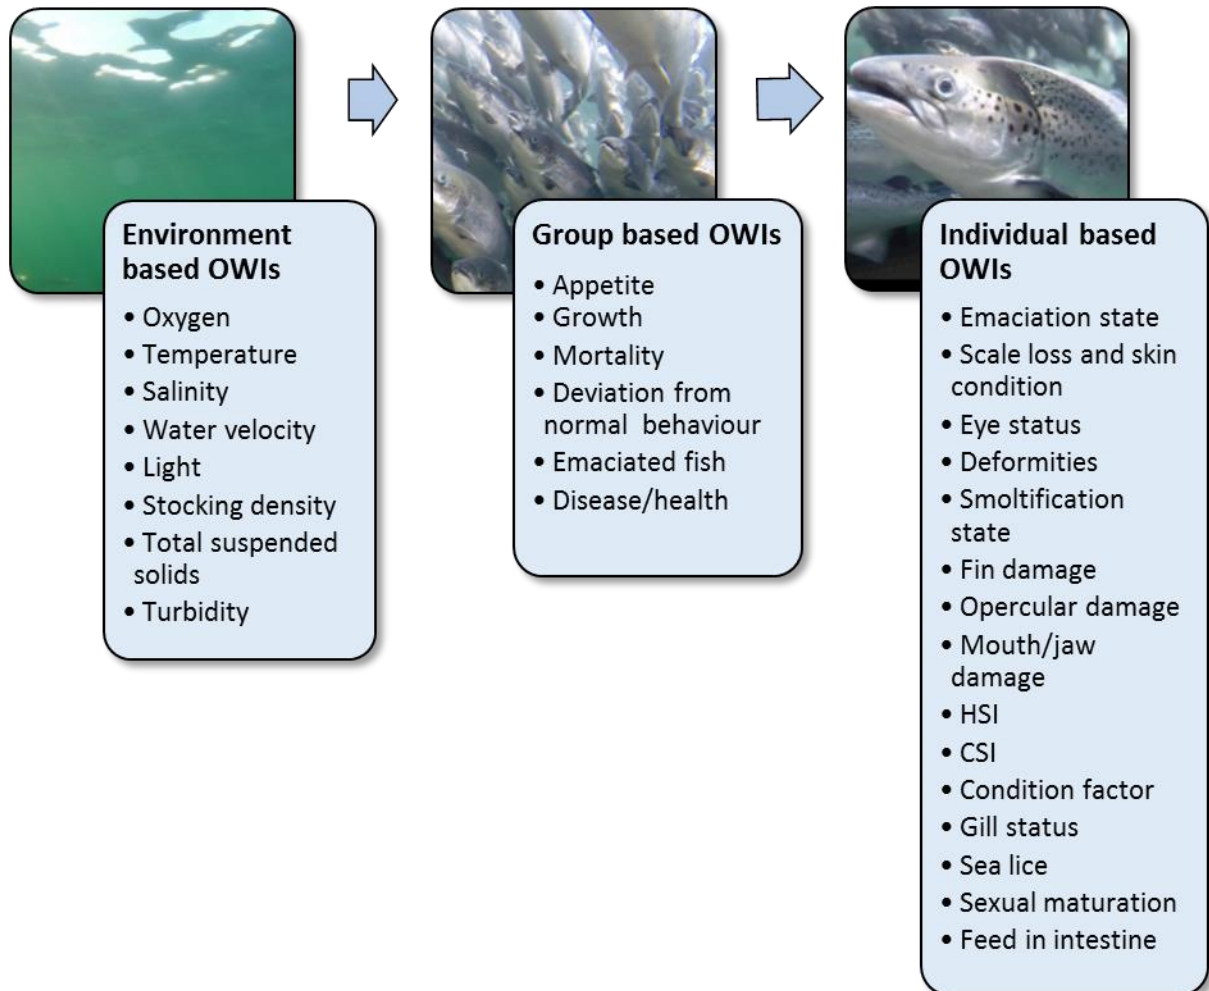 Environment
based OWIs
• Oxygen
• Temperature
• Salinity
• Water velocity
• Light
• Stocking density
• Total suspended
solids
• Turbidity
Group based OWIs
• Appetite
• Growth
• Mortality
• Deviation from
normal behaviour
• Emaciated fish
• Disease/health
Individual based
OWIs
• Emaciation state
• Scale loss and skin
condition
• Eye status
• Deformities
• Smoltification
state
• Fin damage
• Opercular damage
• Mouth/jaw
damage
• HSI
• CSI
• Condition factor
• Gill status
• Sea lice
• Sexual maturation
• Feed in intestine